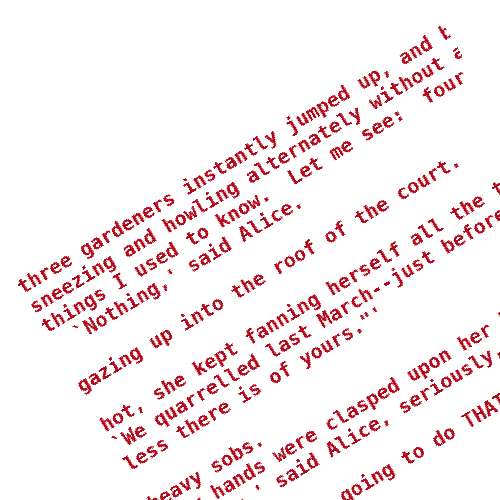 three gardeners instantly jumped up, and
sneezing and howling alternately without
things I used to know.  Let me see:  four
`Nothing,' said Alice.
gazing up into the roof of the court.
hot, she kept fanning herself all the
`We quarrelled last March--just before
less there is of yours."'
heavy sobs.
hands were clasped upon her
,' said Alice, seriously,
going to do THAT